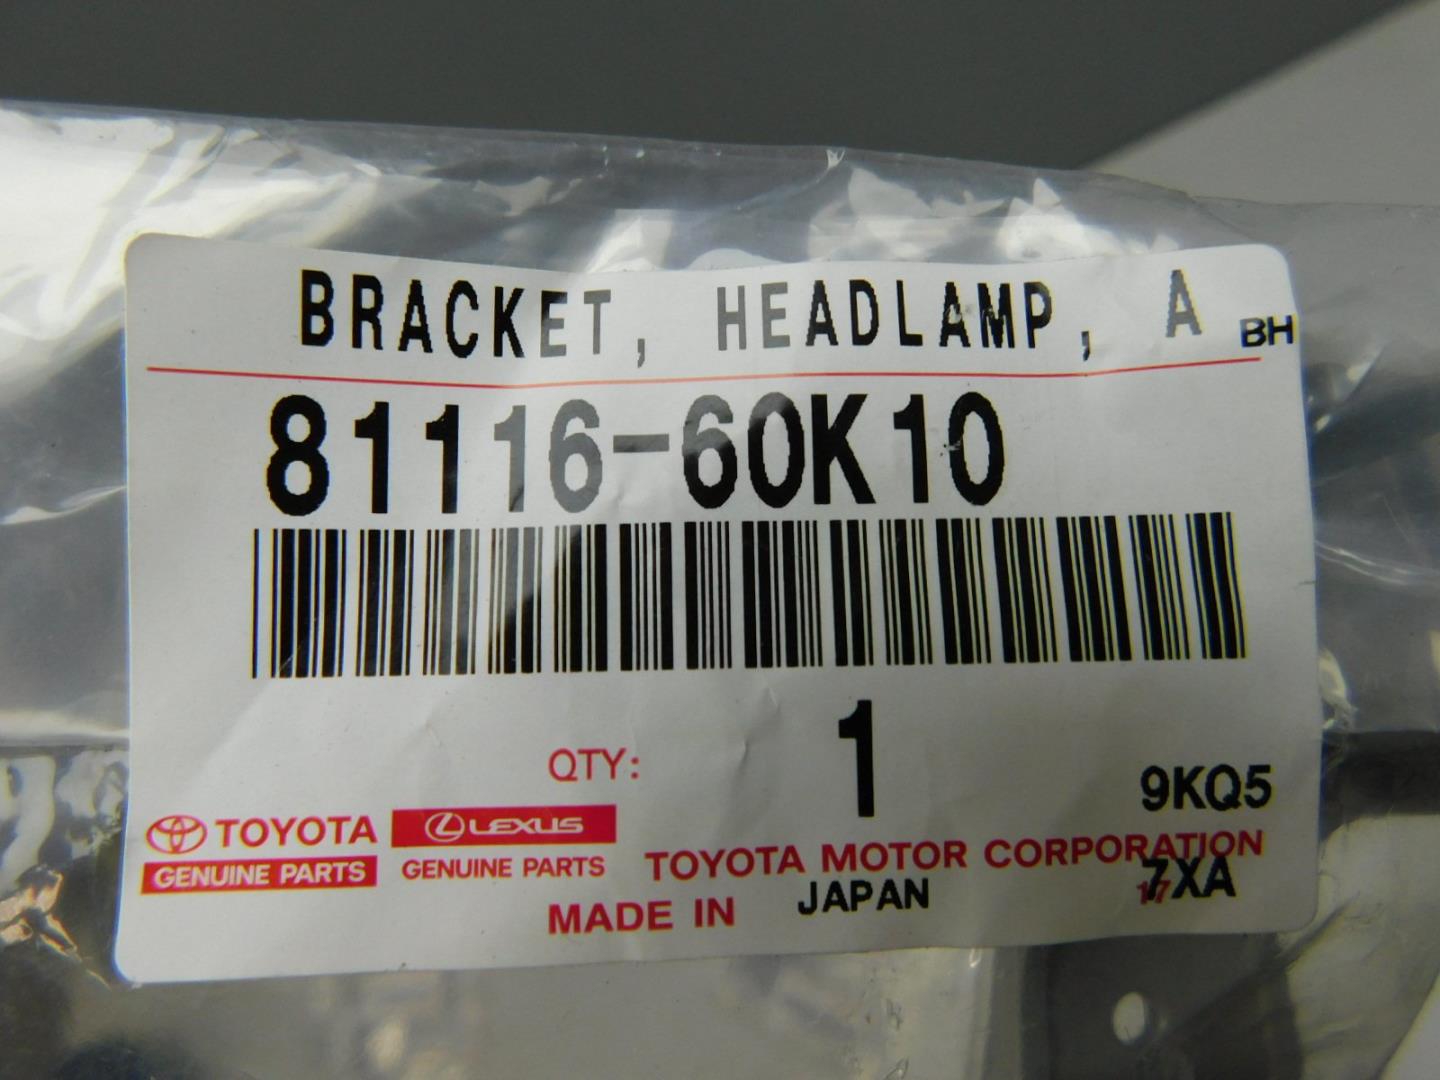 BRACKET, HEADLAMP, A BH
81116-60K10
QTY: 1
9KQ5
TOYOTA LEXUS
GENUINE PARTS GENUINE PARTS
TOYOTA MOTOR CORPORATION
MADE IN JAPAN
17 7XA